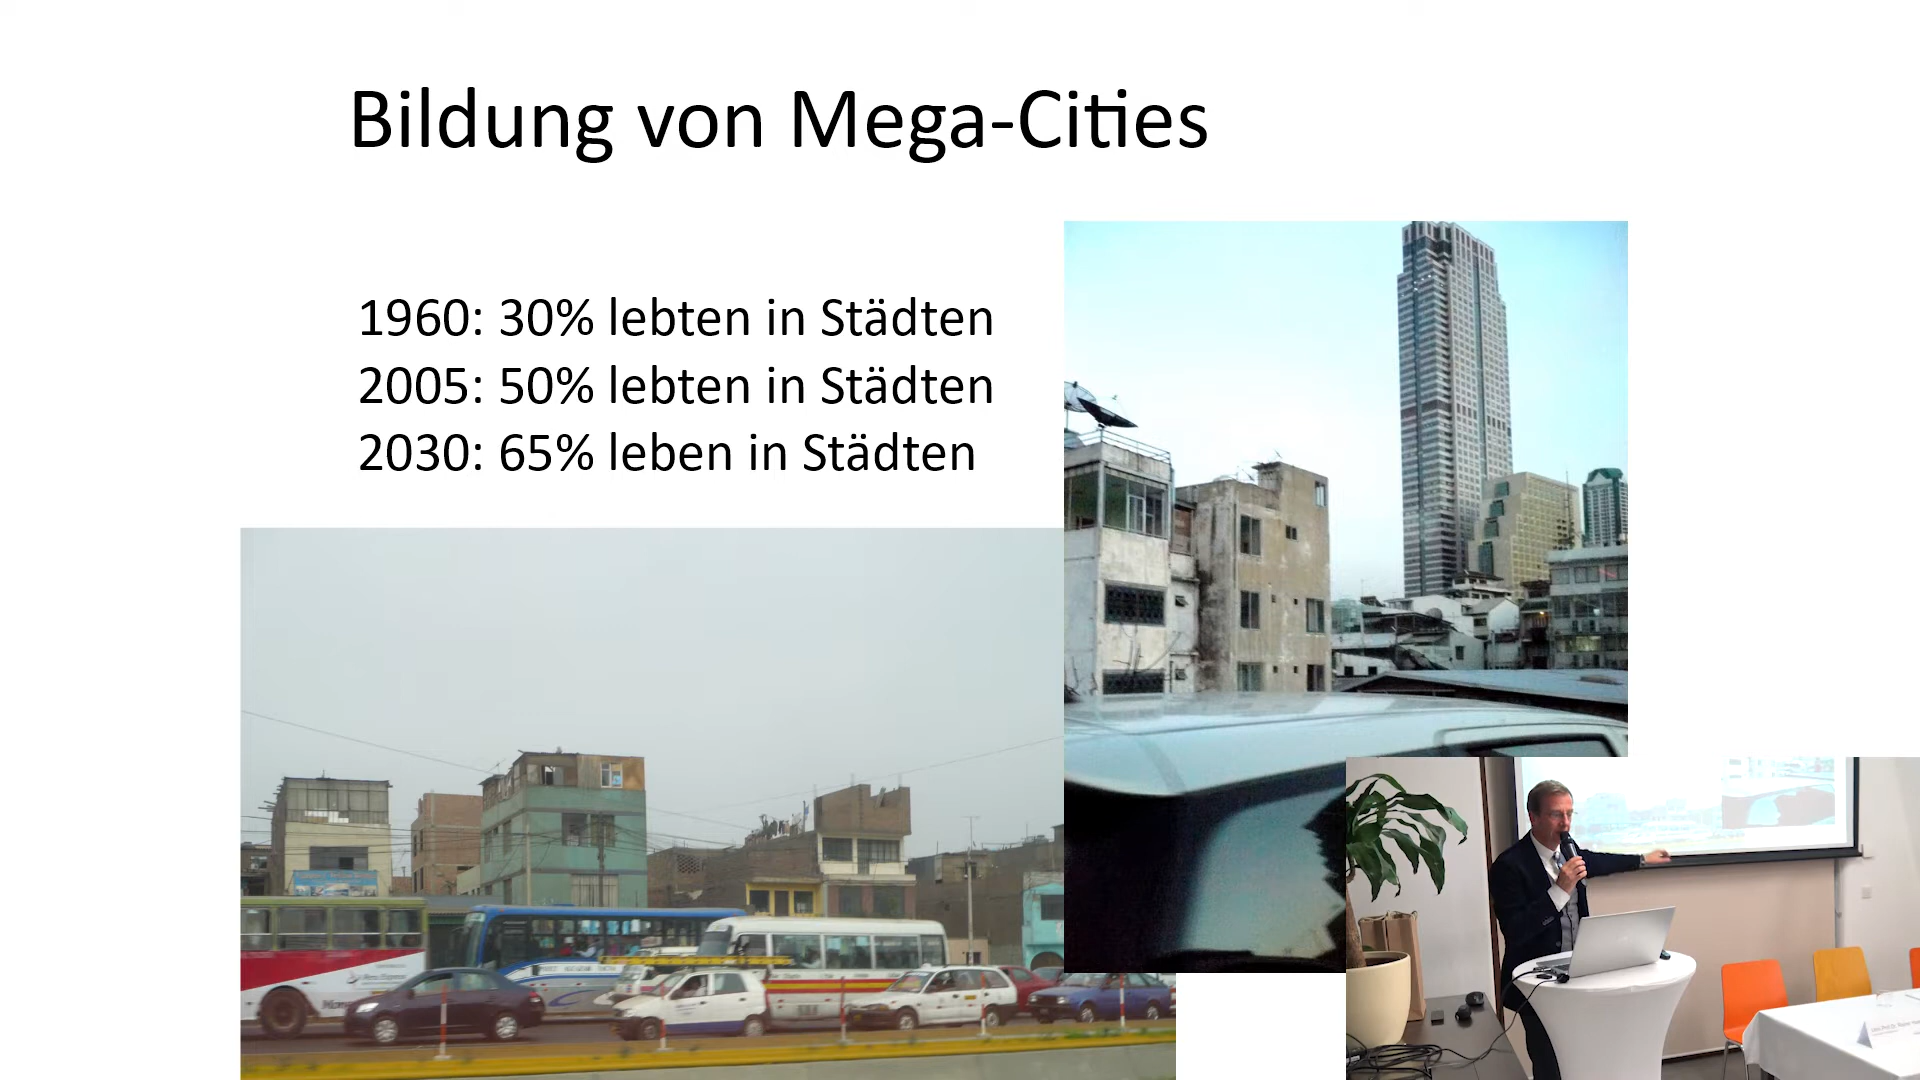 Bildung von Mega-Cities
1960: 30% lebten in Städten
2005: 50% lebten in Städten
2030: 65% leben in Städten